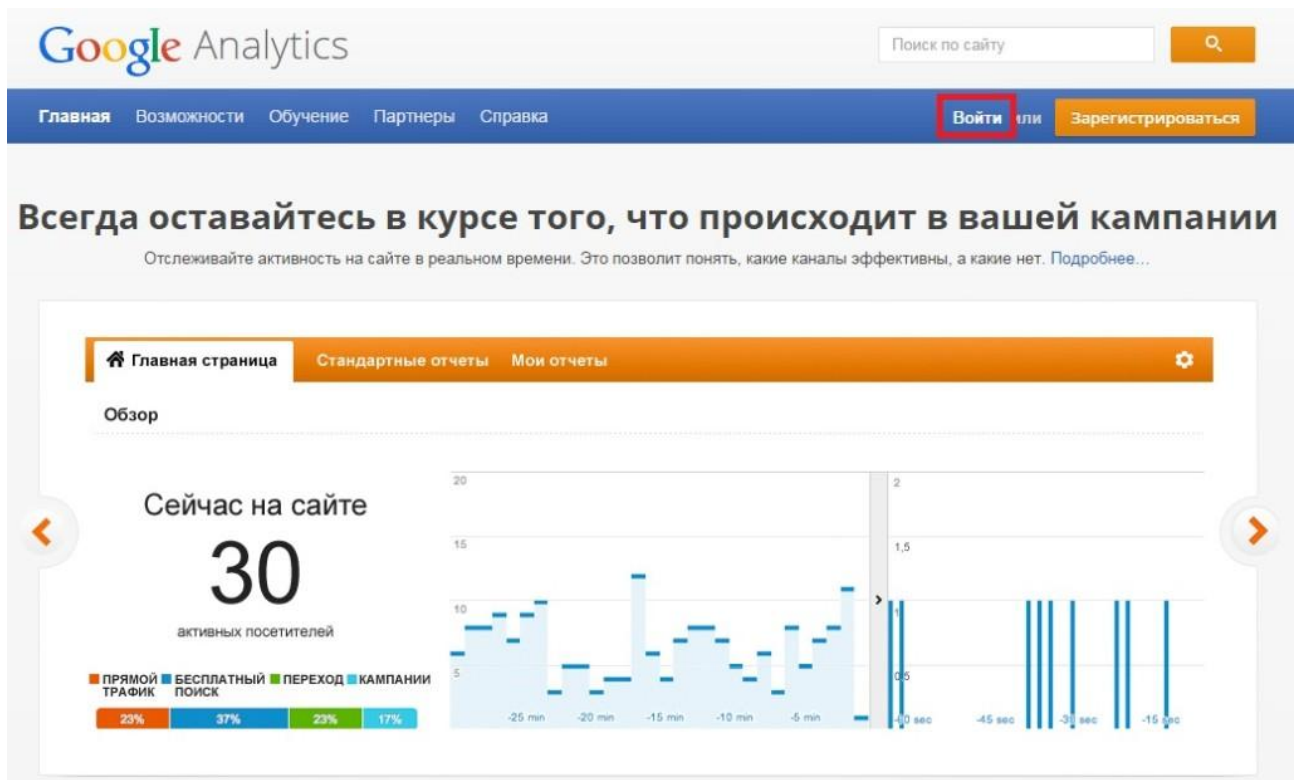 Google Analytics
Поиск по сайту
Главная Возможности Обучение Партнеры Справка
Войти или Зарегистрироваться
Всегда оставайтесь в курсе того, что происходит в вашей кампании
Отслеживайте активность на сайте в реальном времени. Это позволит понять, какие каналы эффективны, а какие нет. Подробнее...
Главная страница Стандартные отчеты Мои отчеты
Обзор
Сейчас на сайте
30
активных посетителей
ПРЯМОЙ ТРАФИК
БЕСПЛАТНЫЙ ПОИСК
ПЕРЕХОД
КАМПАНИИ
23% 37% 23% 17%
20
15
10
5
-25 min -20 min -15 min -10 min -5 min
2
1,5
1
0,5
-60 sec -45 sec -30 sec -15 sec